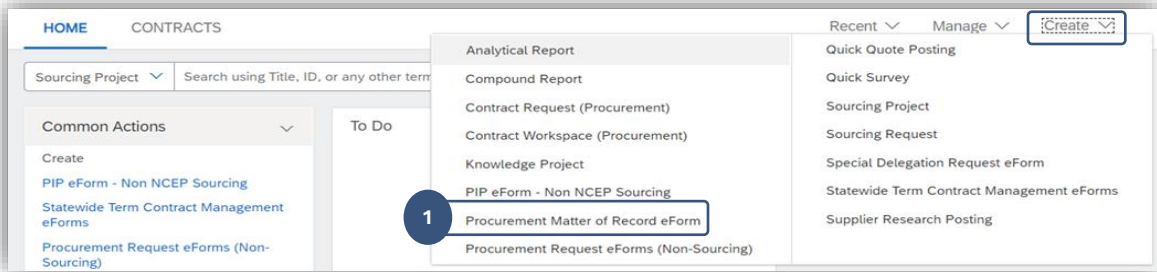 HOME CONTRACTS Recent Manage Create
Sourcing Project Search using Title, ID, or any other term
Common Actions
Create
PIP eForm - Non NCEP Sourcing
Statewide Term Contract Management
eForms
Procurement Request eForms (Non-
Sourcing)
To Do
Analytical Report
Compound Report
Contract Request (Procurement)
Contract Workspace (Procurement)
Knowledge Project
PIP eForm - Non NCEP Sourcing
1 Procurement Matter of Record eForm
Procurement Request eForms (Non-Sourcing)
Quick Quote Posting
Quick Survey
Sourcing Project
Sourcing Request
Special Delegation Request eForm
Statewide Term Contract Management eForms
Supplier Research Posting